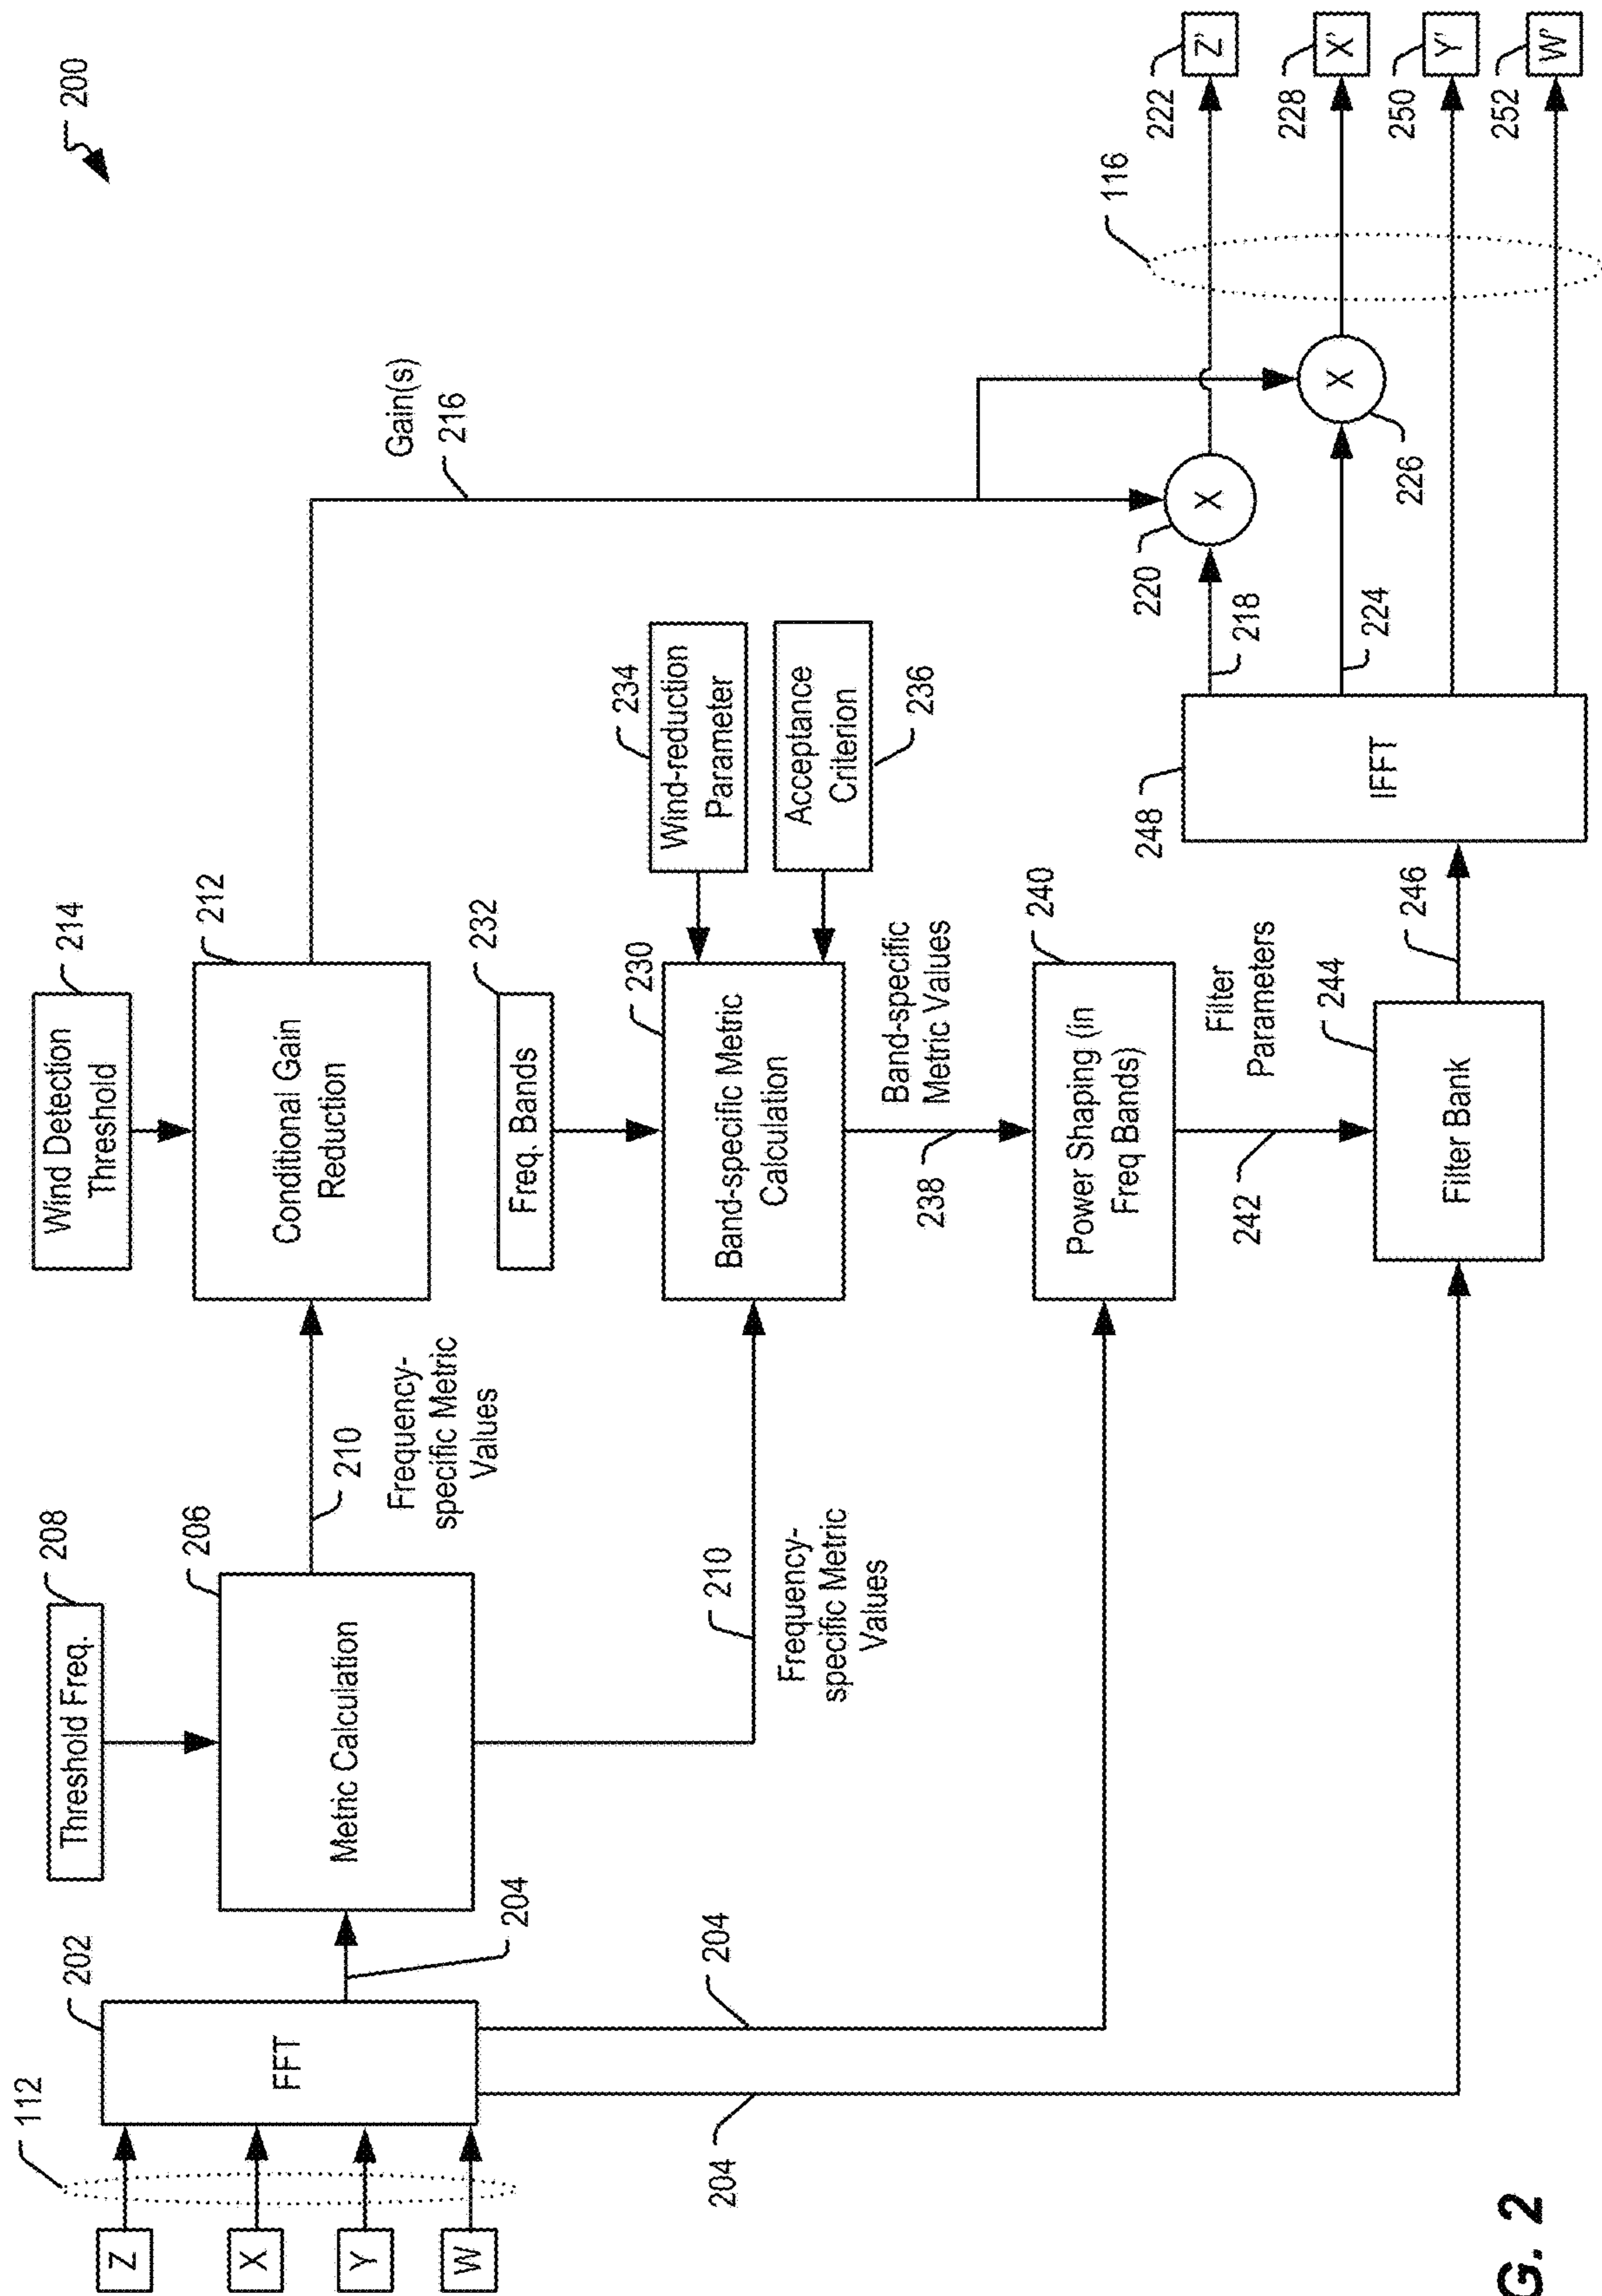 200
112
Z
X
Y
W
202
FFT
204
204
204
208
Threshold Freq.
206
Metric Calculation
210
Frequency-
specific Metric
Values
210
Frequency-
specific Metric
Values
214
Wind Detection
Threshold
212
Conditional Gain
Reduction
Gain(s)
216
232
Freq. Bands
230
Band-specific Metric
Calculation
234
Wind-reduction
Parameter
Acceptance
Criterion
236
Band-specific
Metric Values
238
240
Power Shaping (in
Freq Bands)
Filter
Parameters
242
244
Filter Bank
246
248
IFFT
218
220
X
224
226
X
116
222
Z'
228
X'
250
Y'
252
W'
G. 2